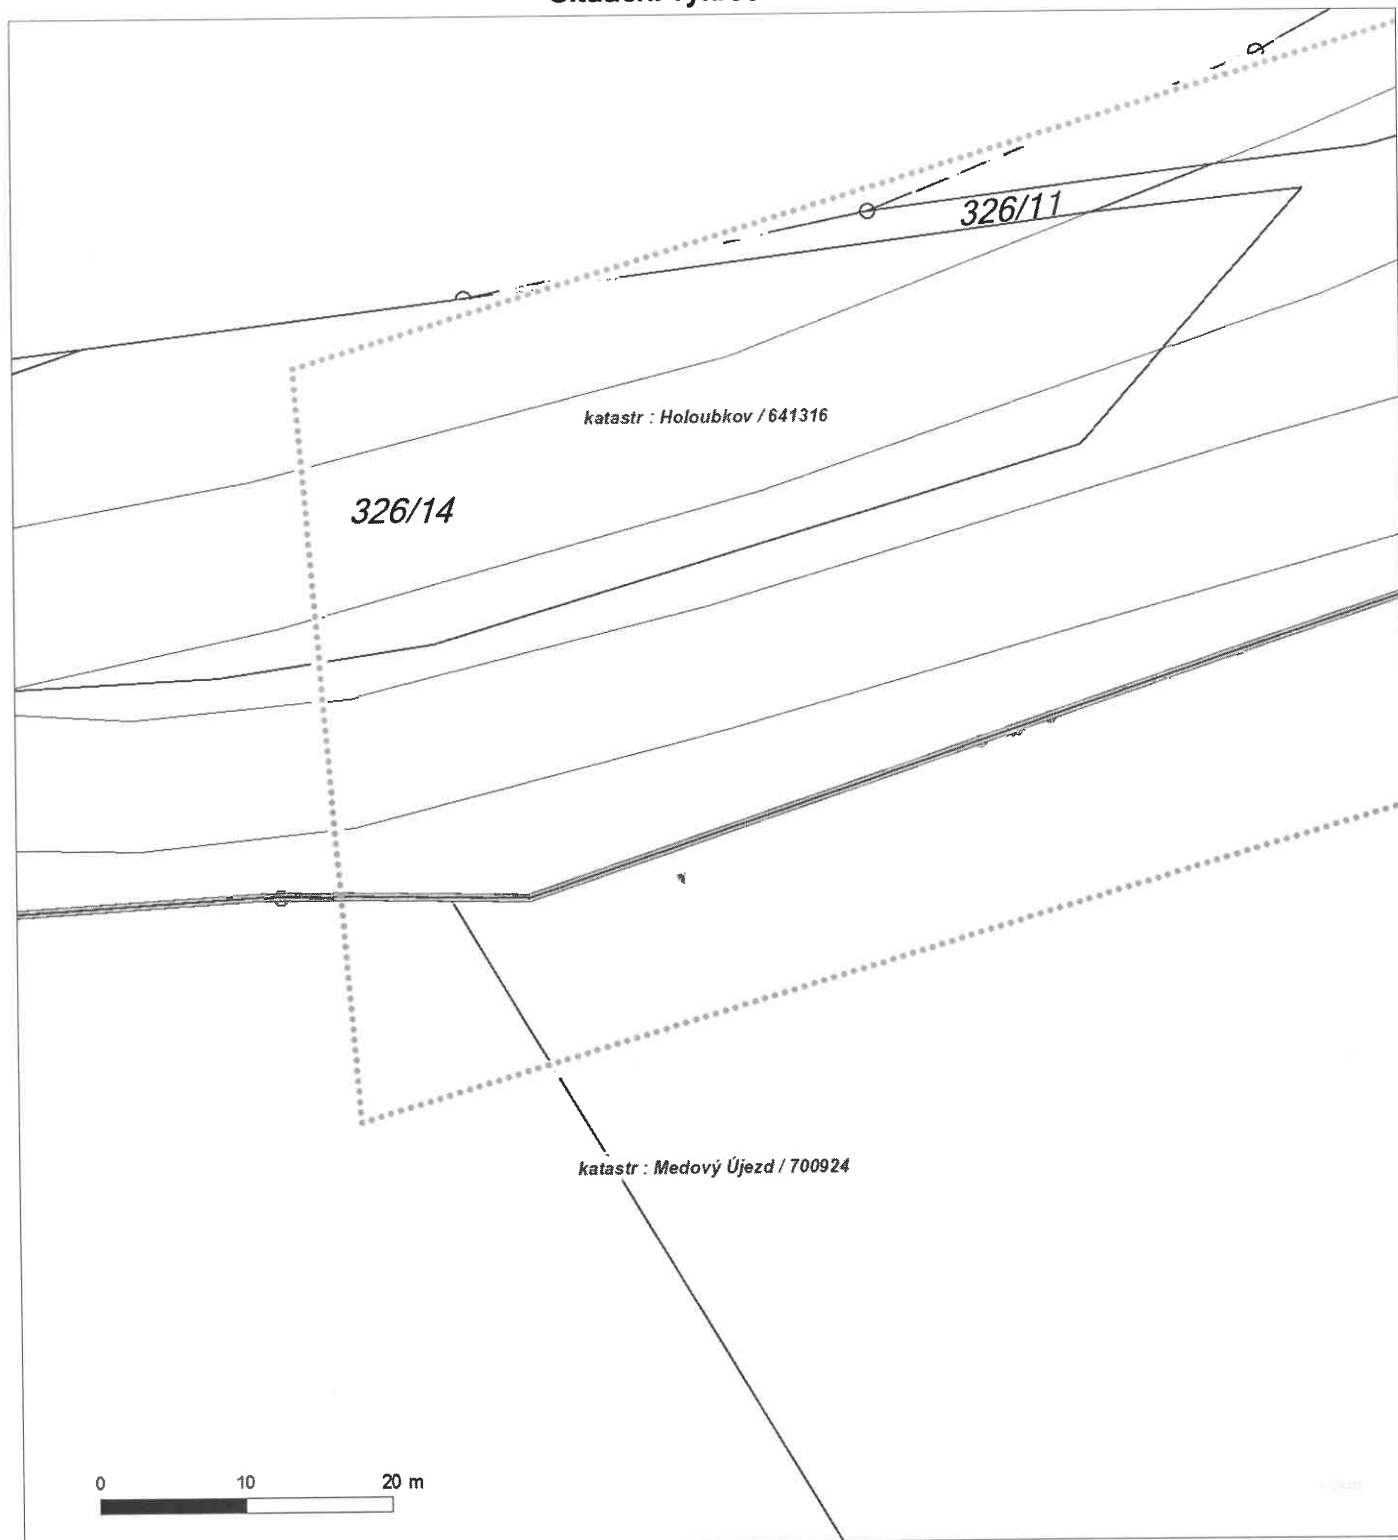 326/11
katastr : Holoubkov / 641316
326/14
katastr : Medový Újezd / 700924
0 10 20 m